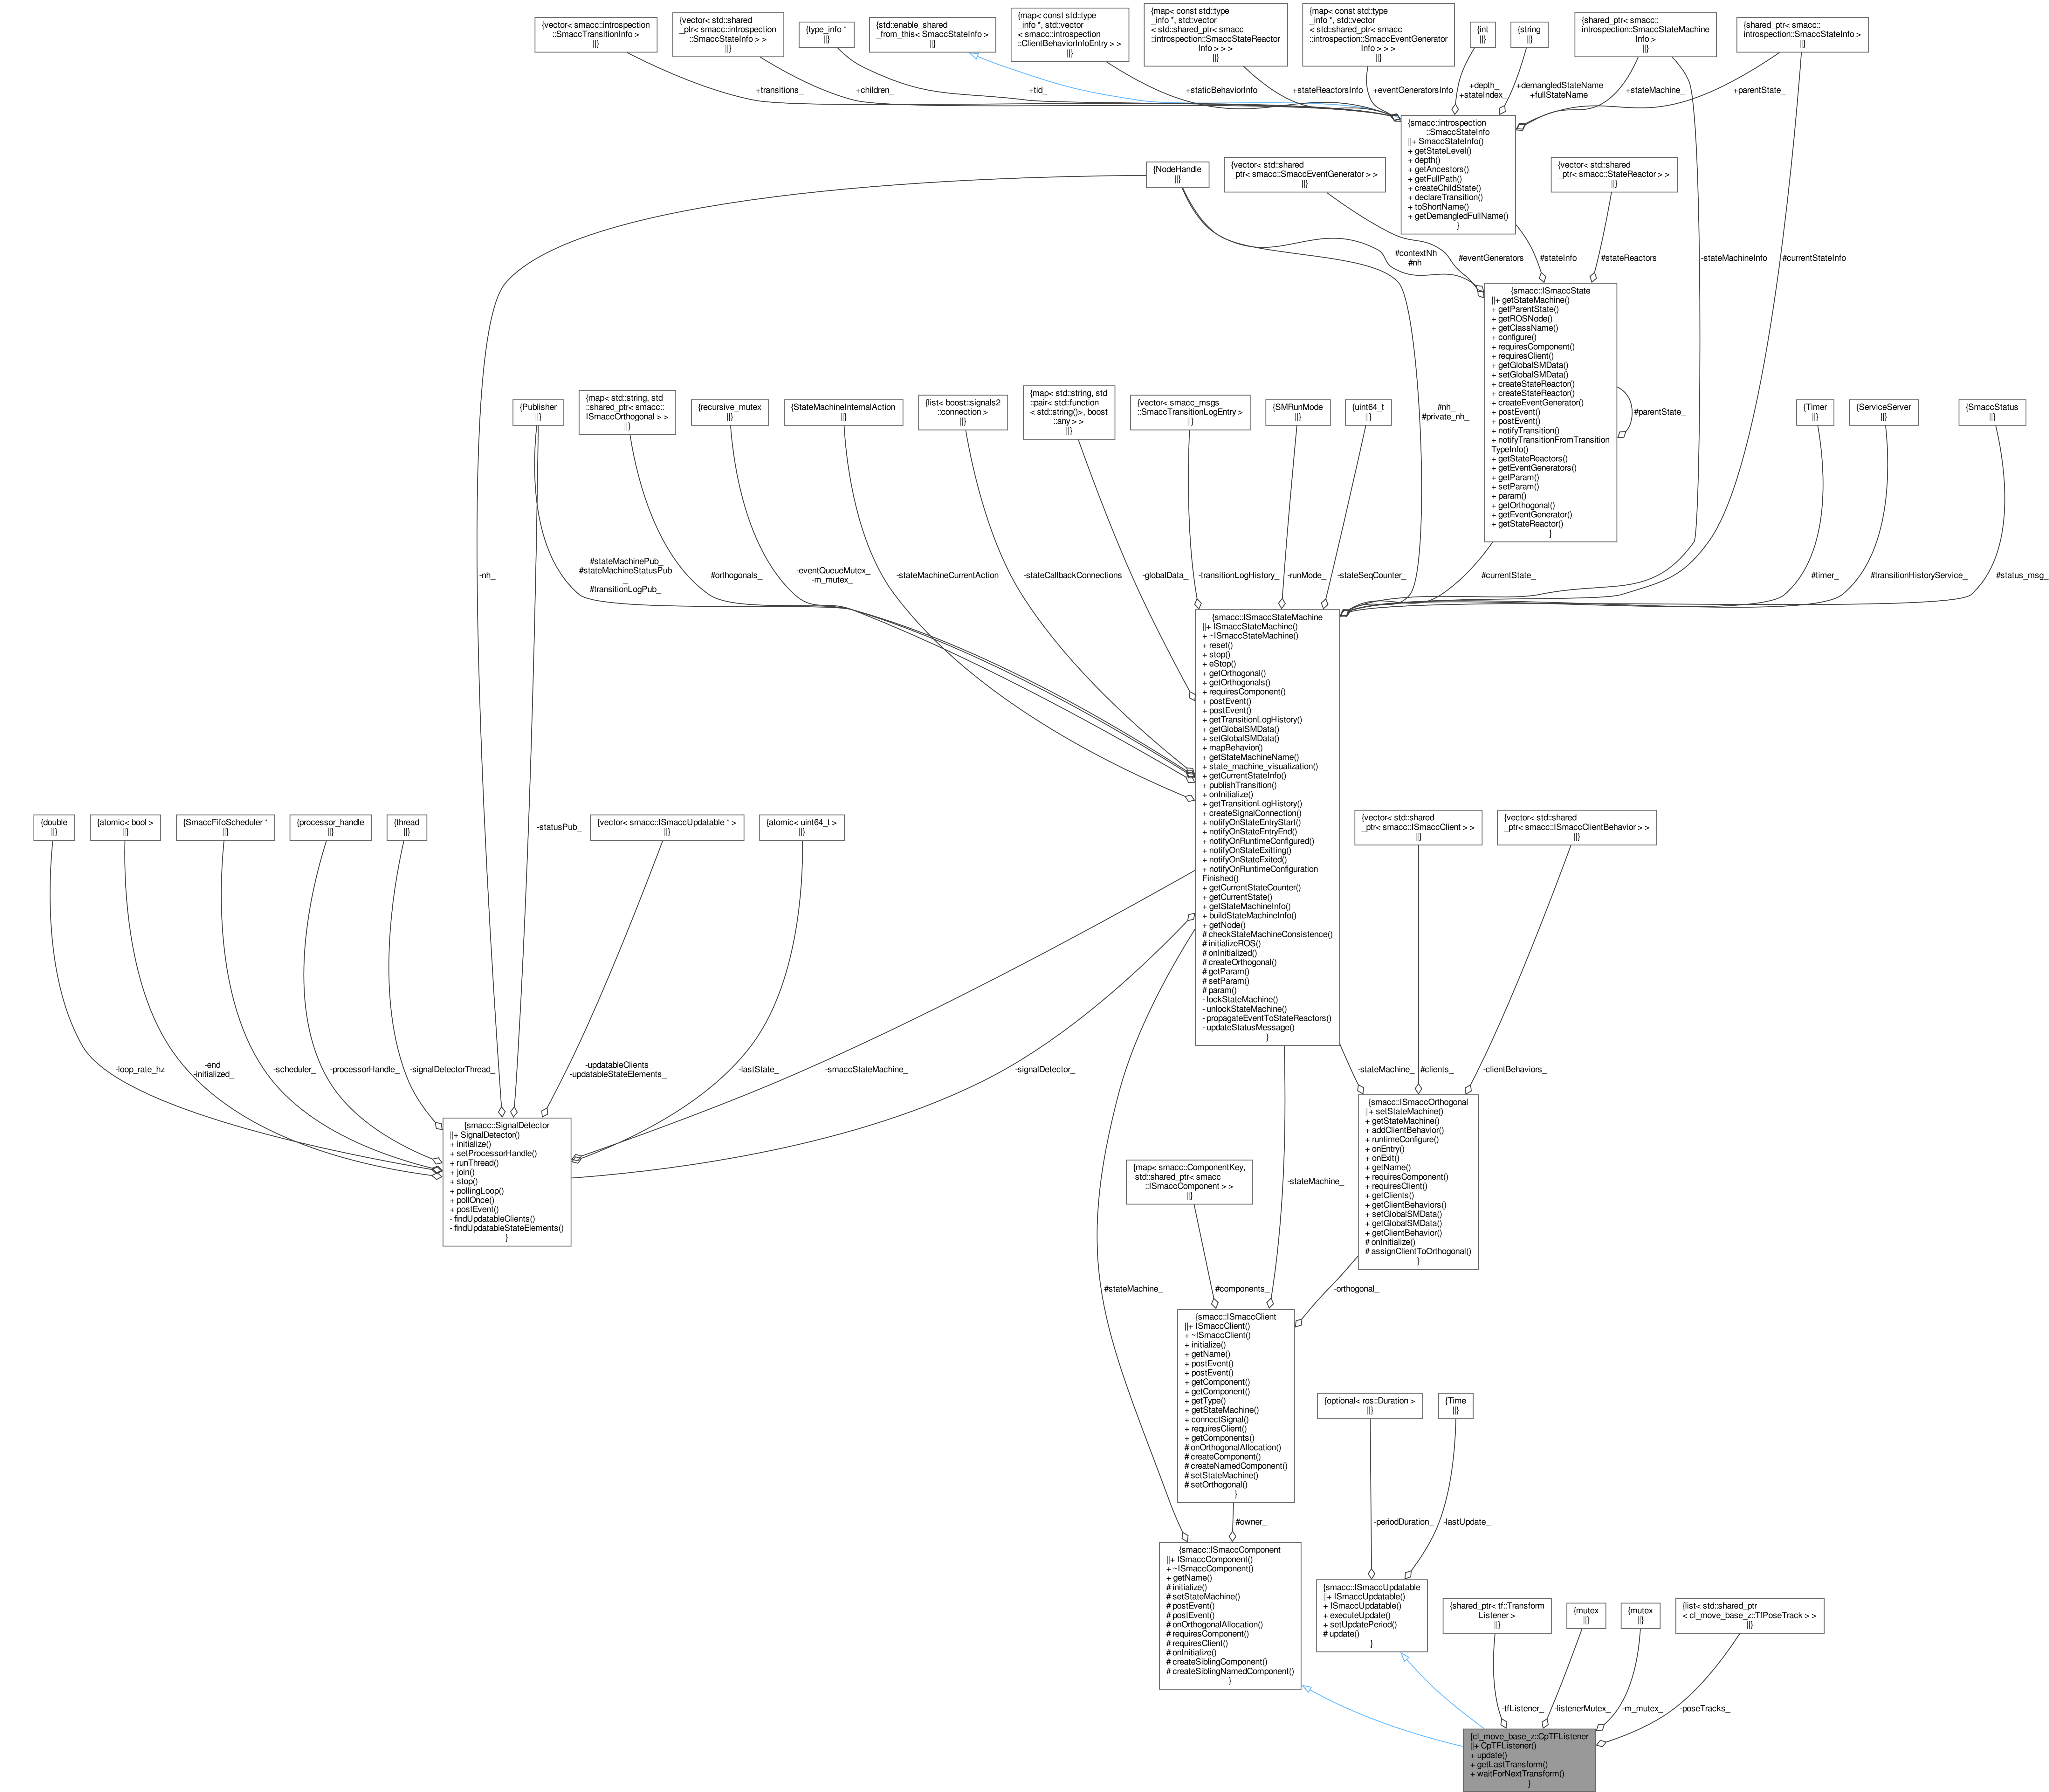 {vector< smacc::introspection
::SmaccTransitionInfo >
||}
{vector< std::shared
_ptr< smacc::introspection
::SmaccStateInfo > >
||}
{type_info *
||}
{std::enable_shared
_from_this< SmaccStateInfo >
||}
{map< const std::type
_info *, std::vector
< smacc::introspection
::ClientBehaviorInfoEntry > >
||}
{map< const std::type
_info *, std::vector
< std::shared_ptr< smacc
::introspection::SmaccStateReactor
Info > > >
||}
{map< const std::type
_info *, std::vector
< std::shared_ptr< smacc
::introspection::SmaccEventGenerator
Info > > >
||}
{int
||}
{string
||}
{shared_ptr< smacc::
introspection::SmaccStateMachine
Info >
||}
{shared_ptr< smacc::
introspection::SmaccStateInfo >
||}
+transitions_
+children_
+tid_
+staticBehaviorInfo
+stateReactorsInfo
+eventGeneratorsInfo
+depth_
+stateIndex_
+demangledStateName
+fullStateName
+stateMachine_
+parentState_
{smacc::introspection
::SmaccStateInfo
||+ SmaccStateInfo()
+ getStateLevel()
+ depth()
+ getAncestors()
+ getFullPath()
+ createChildState()
+ declareTransition()
+ toShortName()
+ getDemangledFullName()
}
{NodeHandle
||}
{vector< std::shared
_ptr< smacc::SmaccEventGenerator > >
||}
{vector< std::shared
_ptr< smacc::StateReactor > >
||}
#contextNh
#nh
#eventGenerators_
#stateInfo_
#stateReactors_
-stateMachineInfo_
#currentStateInfo_
{smacc::ISmaccState
||+ getStateMachine()
+ getParentState()
+ getROSNode()
+ getClassName()
+ configure()
+ requiresComponent()
+ requiresClient()
+ getGlobalSMData()
+ setGlobalSMData()
+ createStateReactor()
+ createStateReactor()
+ createEventGenerator()
+ postEvent()
+ postEvent()
+ notifyTransition()
+ notifyTransitionFromTransition
TypeInfo()
+ getStateReactors()
+ getEventGenerators()
+ getParam()
+ setParam()
+ param()
+ getOrthogonal()
+ getEventGenerator()
+ getStateReactor()
}
#parentState_
{Publisher
||}
{map< std::string, std
::shared_ptr< smacc::
ISmaccOrthogonal > >
||}
{recursive_mutex
||}
{StateMachineInternalAction
||}
{list< boost::signals2
::connection >
||}
{map< std::string, std
::pair< std::function
< std::string()>, boost
::any > >
||}
{vector< smacc_msgs
::SmaccTransitionLogEntry >
||}
{SMRunMode
||}
{uint64_t
||}
#nh_
#private_nh_
{Timer
||}
{ServiceServer
||}
{SmaccStatus
||}
-nh_
#stateMachinePub_
#stateMachineStatusPub
_
#transitionLogPub_
#orthogonals_
-eventQueueMutex_
-m_mutex_
-stateMachineCurrentAction
-stateCallbackConnections
-globalData_
-transitionLogHistory_
-runMode_
-stateSeqCounter_
#currentState_
#timer_
#transitionHistoryService_
#status_msg_
{smacc::ISmaccStateMachine
||+ ISmaccStateMachine()
+ ~ISmaccStateMachine()
+ reset()
+ stop()
+ eStop()
+ getOrthogonal()
+ getOrthogonals()
+ requiresComponent()
+ postEvent()
+ postEvent()
+ getTransitionLogHistory()
+ getGlobalSMData()
+ setGlobalSMData()
+ mapBehavior()
+ getStateMachineName()
+ state_machine_visualization()
+ getCurrentStateInfo()
+ publishTransition()
+ onInitialize()
+ getTransitionLogHistory()
+ createSignalConnection()
+ notifyOnStateEntryStart()
+ notifyOnStateEntryEnd()
+ notifyOnRuntimeConfigured()
+ notifyOnStateExitting()
+ notifyOnStateExited()
+ notifyOnRuntimeConfiguration
Finished()
+ getCurrentStateCounter()
+ getCurrentState()
+ getStateMachineInfo()
+ buildStateMachineInfo()
+ getNode()
# checkStateMachineConsistence()
# initializeROS()
# onInitialized()
# createOrthogonal()
# getParam()
# setParam()
# param()
- lockStateMachine()
- unlockStateMachine()
- propagateEventToStateReactors()
- updateStatusMessage()
}
{double
||}
{atomic< bool >
||}
{SmaccFifoScheduler *
||}
{processor_handle
||}
{thread
||}
-statusPub_
{vector< smacc::ISmaccUpdatable * >
||}
{atomic< uint64_t >
||}
{vector< std::shared
_ptr< smacc::ISmaccClient > >
||}
{vector< std::shared
_ptr< smacc::ISmaccClientBehavior > >
||}
-loop_rate_hz
-end_
-initialized_
-scheduler_
-processorHandle_
-signalDetectorThread_
-updatableClients_
-updatableStateElements_
-lastState_
-smaccStateMachine_
-signalDetector_
-stateMachine_
#clients_
-clientBehaviors_
{smacc::SignalDetector
||+ SignalDetector()
+ initialize()
+ setProcessorHandle()
+ runThread()
+ join()
+ stop()
+ pollingLoop()
+ pollOnce()
+ postEvent()
- findUpdatableClients()
- findUpdatableStateElements()
}
{smacc::ISmaccOrthogonal
||+ setStateMachine()
+ getStateMachine()
+ addClientBehavior()
+ runtimeConfigure()
+ onEntry()
+ onExit()
+ getName()
+ requiresComponent()
+ requiresClient()
+ getClients()
+ getClientBehaviors()
+ setGlobalSMData()
+ getGlobalSMData()
+ getClientBehavior()
# onInitialize()
# assignClientToOrthogonal()
}
{map< smacc::ComponentKey,
std::shared_ptr< smacc
::ISmaccComponent > >
||}
-stateMachine_
#stateMachine_
#components_
-orthogonal_
{smacc::ISmaccClient
||+ ISmaccClient()
+ ~ISmaccClient()
+ initialize()
+ getName()
+ postEvent()
+ postEvent()
+ getComponent()
+ getComponent()
+ getType()
+ getStateMachine()
+ connectSignal()
+ requiresClient()
+ getComponents()
# onOrthogonalAllocation()
# createComponent()
# createNamedComponent()
# setStateMachine()
# setOrthogonal()
}
{optional< ros::Duration >
||}
{Time
||}
#owner_
-periodDuration_
-lastUpdate_
{smacc::ISmaccComponent
||+ ISmaccComponent()
+ ~ISmaccComponent()
+ getName()
# initialize()
# setStateMachine()
# postEvent()
# postEvent()
# onOrthogonalAllocation()
# requiresComponent()
# requiresClient()
# onInitialize()
# createSiblingComponent()
# createSiblingNamedComponent()
}
{smacc::ISmaccUpdatable
||+ ISmaccUpdatable()
+ ISmaccUpdatable()
+ executeUpdate()
+ setUpdatePeriod()
# update()
}
{shared_ptr< tf::Transform
Listener >
||}
{mutex
||}
{mutex
||}
{list< std::shared_ptr
< cl_move_base_z::TfPoseTrack > >
||}
-tfListener_
-listenerMutex_
-m_mutex_
-poseTracks_
{cl_move_base_z::CpTFListener
||+ CpTFListener()
+ update()
+ getLastTransform()
+ waitForNextTransform()
}